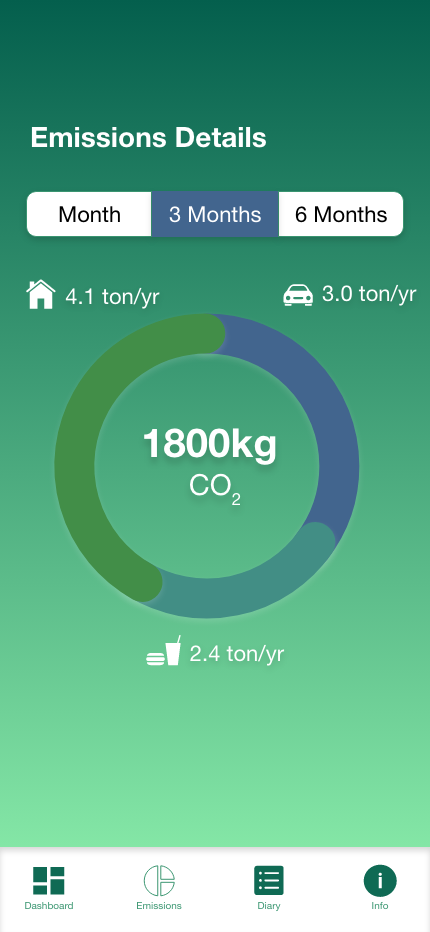 Emissions Details
Month 3 Months 6 Months
4.1 ton/yr 3.0 ton/yr
1800kg
CO₂
2.4 ton/yr
Dashboard Emissions Diary Info